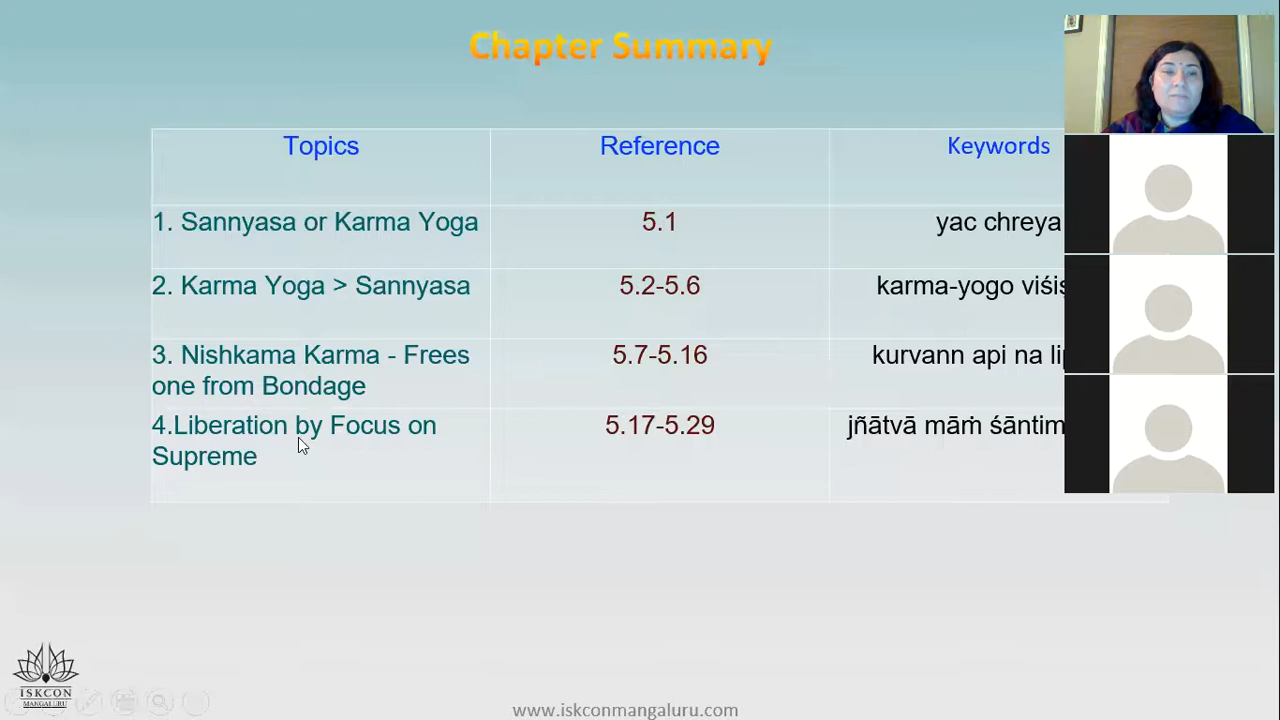 Chapter Summary
Topics Reference Keywords
1. Sannyasa or Karma Yoga 5.1 yac chreya
2. Karma Yoga > Sannyasa 5.2-5.6 karma-yogo
3. Nishkama Karma - Frees 5.7-5.16 kurvann api na
one from Bondage
4.Liberation by Focus on 5.17-5.29 jñātvā māṁ śāntim
Supreme
ISKCON
MANGALURU
www.iskconmangaluru.com